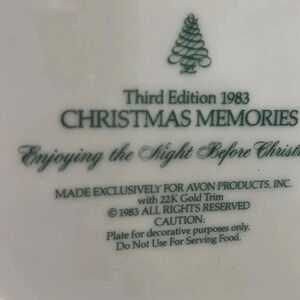 Third Edition 1983
CHRISTMAS MEMORIES
Enjoying the Night Before
MADE EXCLUSIVELY FOR AVON PRODUCTS, INC.
with 22K Gold Trim
© 1983 ALL RIGHTS RESERVED
CAUTION:
Plate for decorative purposes only.
Do Not Use For Serving Food.